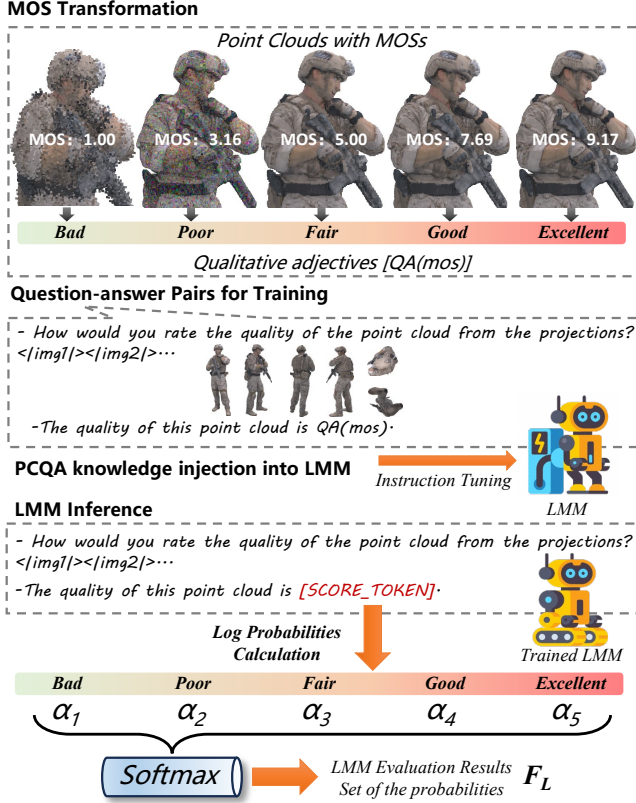 MOS Transformation
Point Clouds with MOSs
MOS: 1.00 MOS: 3.16 MOS: 5.00 MOS: 7.69 MOS: 9.17
Bad Poor Fair Good Excellent
Qualitative adjectives [QA(mos)]
Question-answer Pairs for Training
- How would you rate the quality of the point cloud from the projections?
<|img1|><|img2|>...
-The quality of this point cloud is QA(mos).
PCQA knowledge injection into LMM
Instruction Tuning
LMM
LMM Inference
- How would you rate the quality of the point cloud from the projections?
<|img1|><|img2|>...
-The quality of this point cloud is [SCORE_TOKEN].
Log Probabilities
Calculation
Trained LMM
Bad Poor Fair Good Excellent
α1 α2 α3 α4 α5
Softmax
LMM Evaluation Results
Set of the probabilities
FL